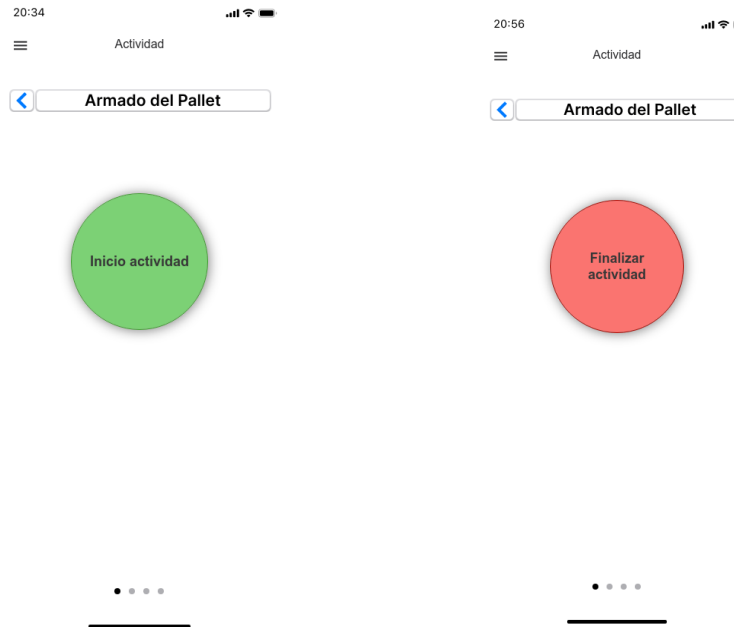 20:34
Actividad
Armado del Pallet
Inicio actividad
20:56
Actividad
Armado del Pallet
Finalizar
actividad